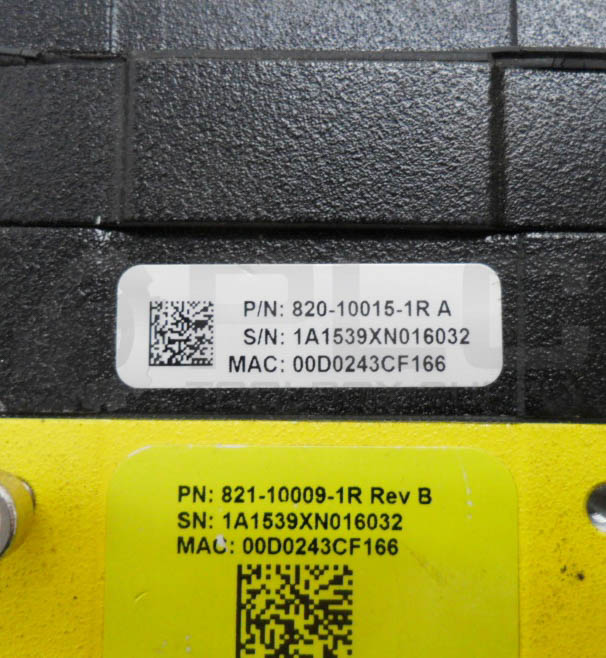 P/N: 820-10015-1R A
S/N: 1A1539XN016032
MAC: 00D0243CF166
PN: 821-10009-1R Rev B
SN: 1A1539XN016032
MAC: 00D0243CF166